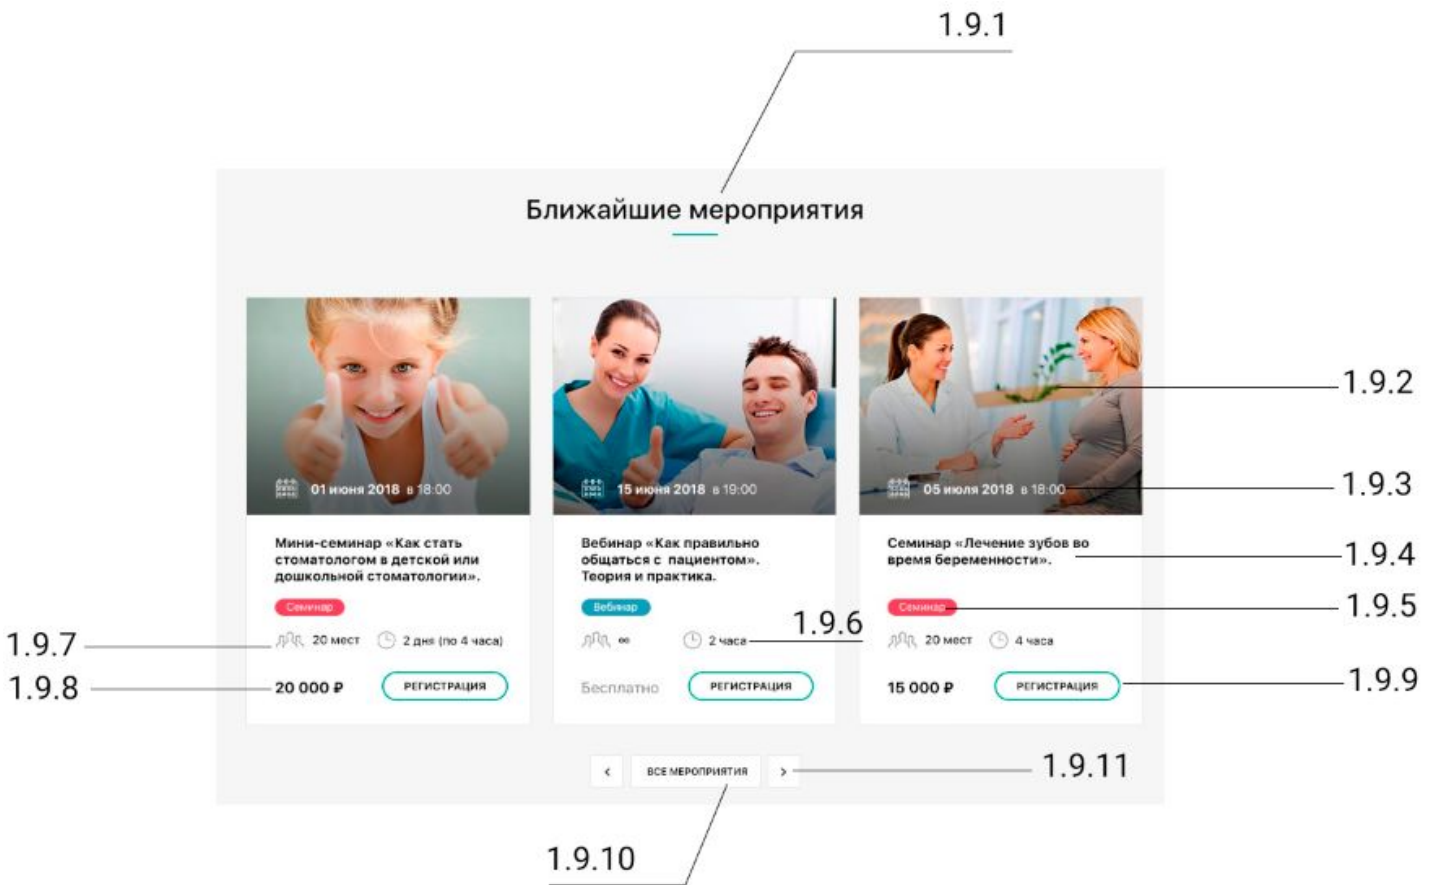 1.9.1
Ближайшие мероприятия
1.9.2
01 июня 2018 в 18:00
15 июня 2018 в 19:00
05 июля 2018 в 18:00
1.9.3
Мини-семинар «Как стать
стоматологом в детской или
дошкольной стоматологии».
Вебинар «Как правильно
общаться с пациентом».
Теория и практика.
Семинар «Лечение зубов во
время беременности».
1.9.4
Семинар
Вебинар
Семинар
1.9.5
1.9.7
20 мест
2 дня (по 4 часа)
∞
2 часа
1.9.6
20 мест
4 часа
1.9.8
20 000 ₽
РЕГИСТРАЦИЯ
Бесплатно
РЕГИСТРАЦИЯ
15 000 ₽
РЕГИСТРАЦИЯ
1.9.9
<
ВСЕ МЕРОПРИЯТИЯ
>
1.9.11
1.9.10